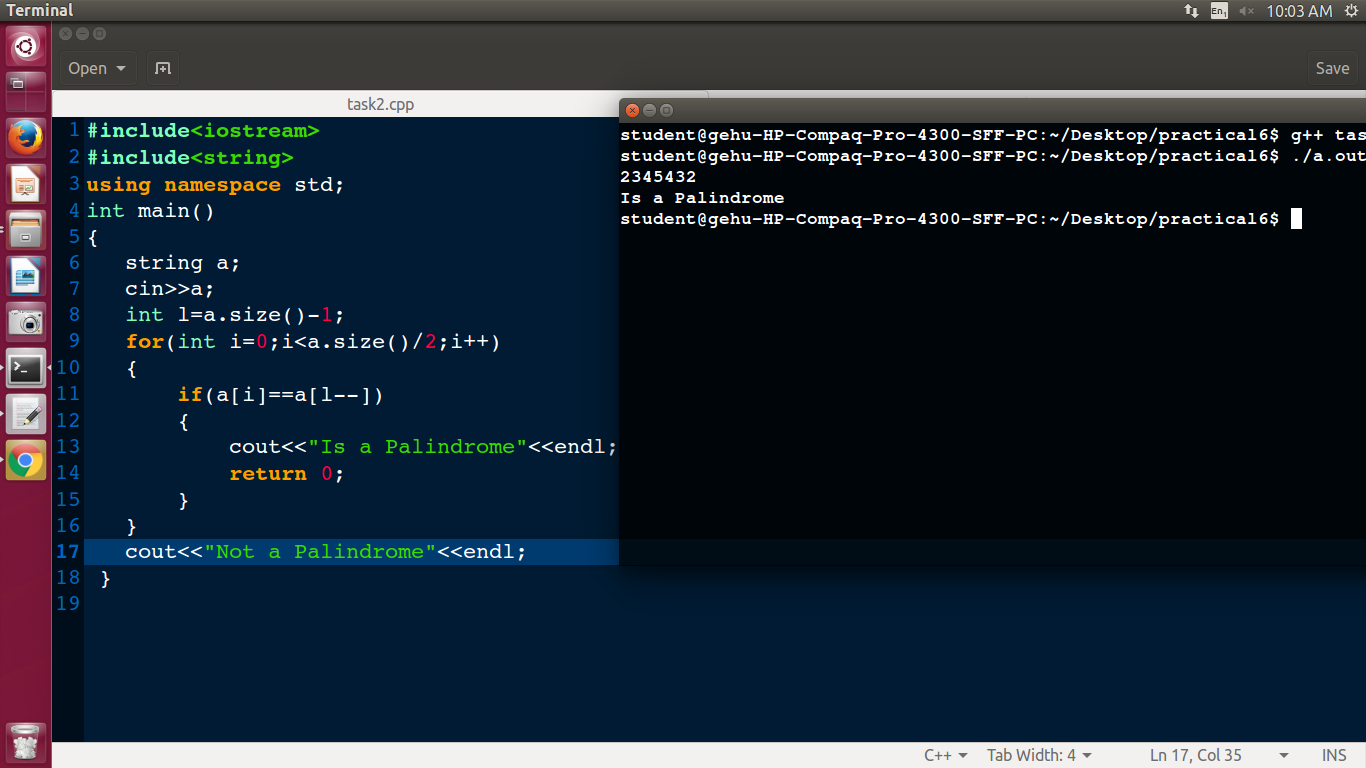 Terminal
En1 10:03 AM
Open Save
task2.cpp
1 #include<iostream>
2 #include<string>
3 using namespace std;
4 int main()
5 {
6 string a;
7 cin>>a;
8 int l=a.size()-1;
9 for(int i=0;i<a.size()/2;i++)
10 {
11 if(a[i]==a[l--])
12 {
13 cout<<"Is a Palindrome"<<endl;
14 return 0;
15 }
16 }
17 cout<<"Not a Palindrome"<<endl;
18 }
19
student@gehu-HP-Compaq-Pro-4300-SFF-PC:~/Desktop/practical6$ g++ tas
student@gehu-HP-Compaq-Pro-4300-SFF-PC:~/Desktop/practical6$ ./a.out
2345432
Is a Palindrome
student@gehu-HP-Compaq-Pro-4300-SFF-PC:~/Desktop/practical6$
C++ Tab Width: 4 Ln 17, Col 35 INS